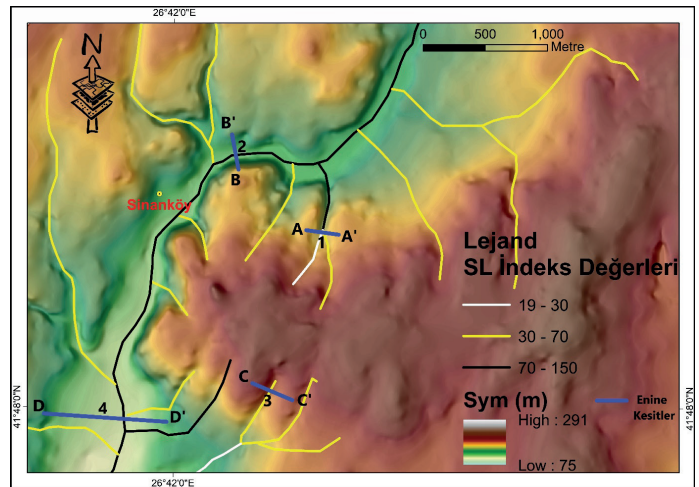 26°42'0"E
N
0 500 1,000
Metre
B'
2
B
Sinanköy
A 1 A'
Lejand
SL İndeks Değerleri
19 - 30
30 - 70
70 - 150
C
3
C'
D 4 D'
Sym (m)
High : 291
Low : 75
Enine
Kesitler
41°48'0"N
41°48'0"N
26°42'0"E